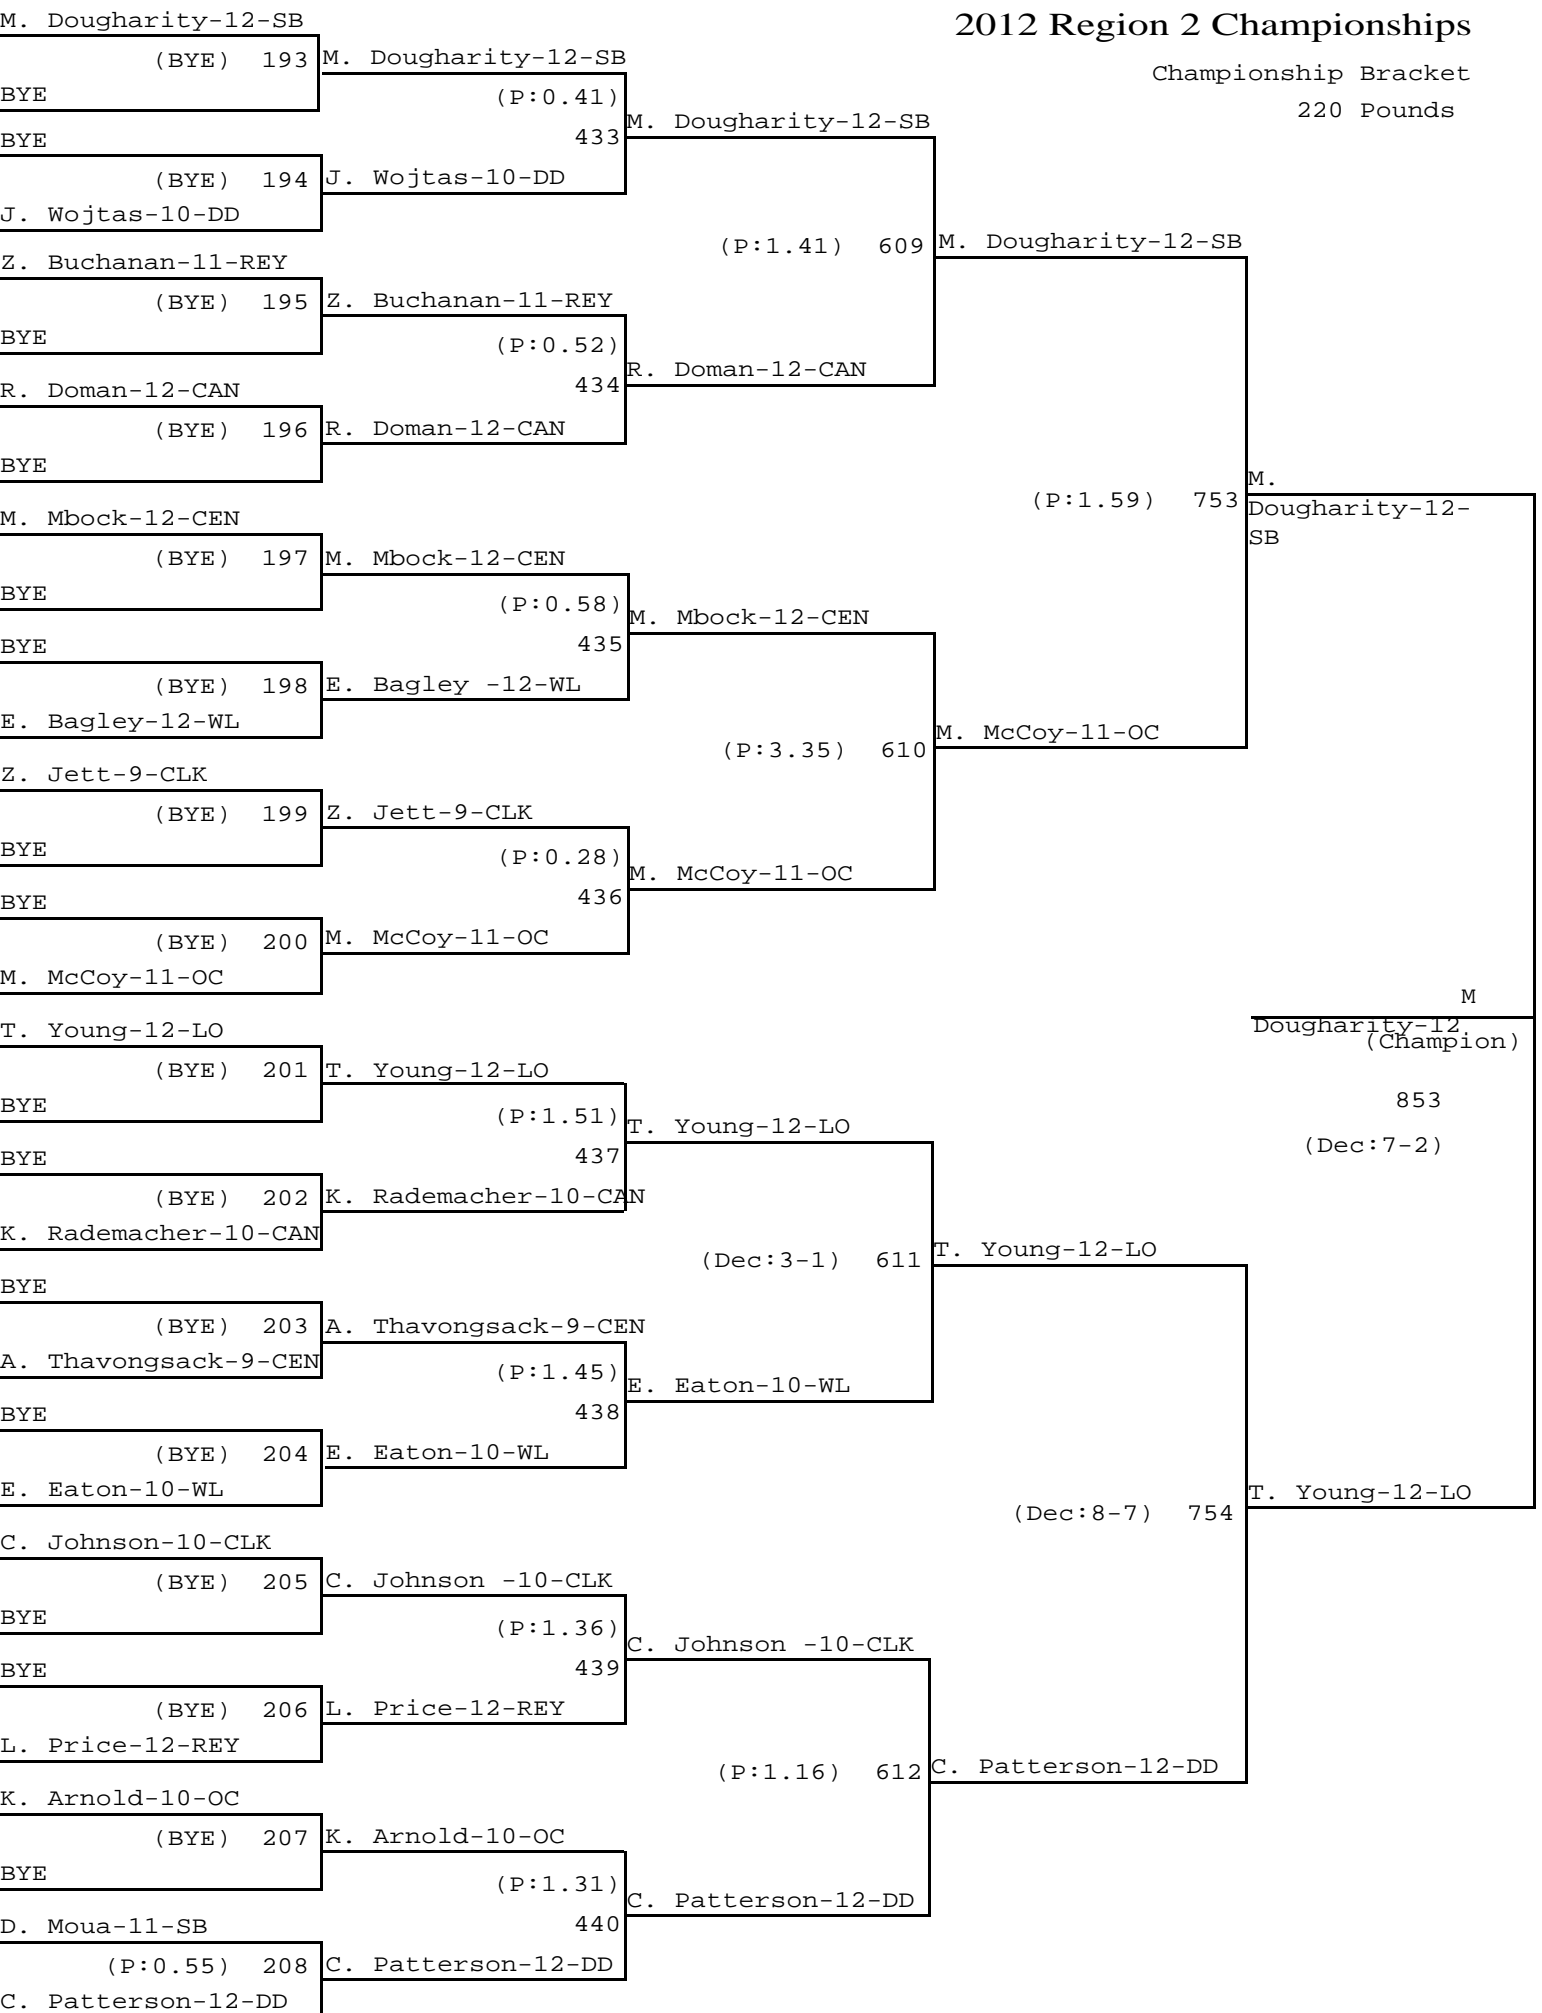 2012 Region 2 Championships
Championship Bracket
220 Pounds
M. Dougharity-12-SB
(BYE) 193
BYE
BYE
(BYE) 194
J. Wojtas-10-DD
Z. Buchanan-11-REY
(BYE) 195
BYE
R. Doman-12-CAN
(BYE) 196
BYE
M. Mbock-12-CEN
(BYE) 197
BYE
BYE
(BYE) 198
E. Bagley-12-WL
Z. Jett-9-CLK
(BYE) 199
BYE
BYE
(BYE) 200
M. McCoy-11-OC
T. Young-12-LO
(BYE) 201
BYE
BYE
(BYE) 202
K. Rademacher-10-CAN
BYE
(BYE) 203
A. Thavongsack-9-CEN
BYE
(BYE) 204
E. Eaton-10-WL
C. Johnson-10-CLK
(BYE) 205
BYE
BYE
(BYE) 206
L. Price-12-REY
K. Arnold-10-OC
(BYE) 207
BYE
D. Moua-11-SB
(P:0.55) 208
C. Patterson-12-DD
M. Dougharity-12-SB
(P:0.41)
433
J. Wojtas-10-DD
Z. Buchanan-11-REY
(P:0.52)
434
R. Doman-12-CAN
M. Mbock-12-CEN
(P:0.58)
435
E. Bagley -12-WL
Z. Jett-9-CLK
(P:0.28)
436
M. McCoy-11-OC
T. Young-12-LO
(P:1.51)
437
K. Rademacher-10-CAN
A. Thavongsack-9-CEN
(P:1.45)
438
E. Eaton-10-WL
C. Johnson -10-CLK
(P:1.36)
439
L. Price-12-REY
K. Arnold-10-OC
(P:1.31)
440
C. Patterson-12-DD
M. Dougharity-12-SB
(P:1.41) 609
R. Doman-12-CAN
M. Mbock-12-CEN
(P:3.35) 610
M. McCoy-11-OC
T. Young-12-LO
(Dec:3-1) 611
E. Eaton-10-WL
C. Johnson -10-CLK
(P:1.16) 612
C. Patterson-12-DD
M. Dougharity-12-SB
(P:1.59) 753
M. McCoy-11-OC
T. Young-12-LO
(Dec:8-7) 754
C. Patterson-12-DD
M.
Dougharity-12-
SB
M
Dougharity-12
(Champion)
853
(Dec:7-2)
T. Young-12-LO